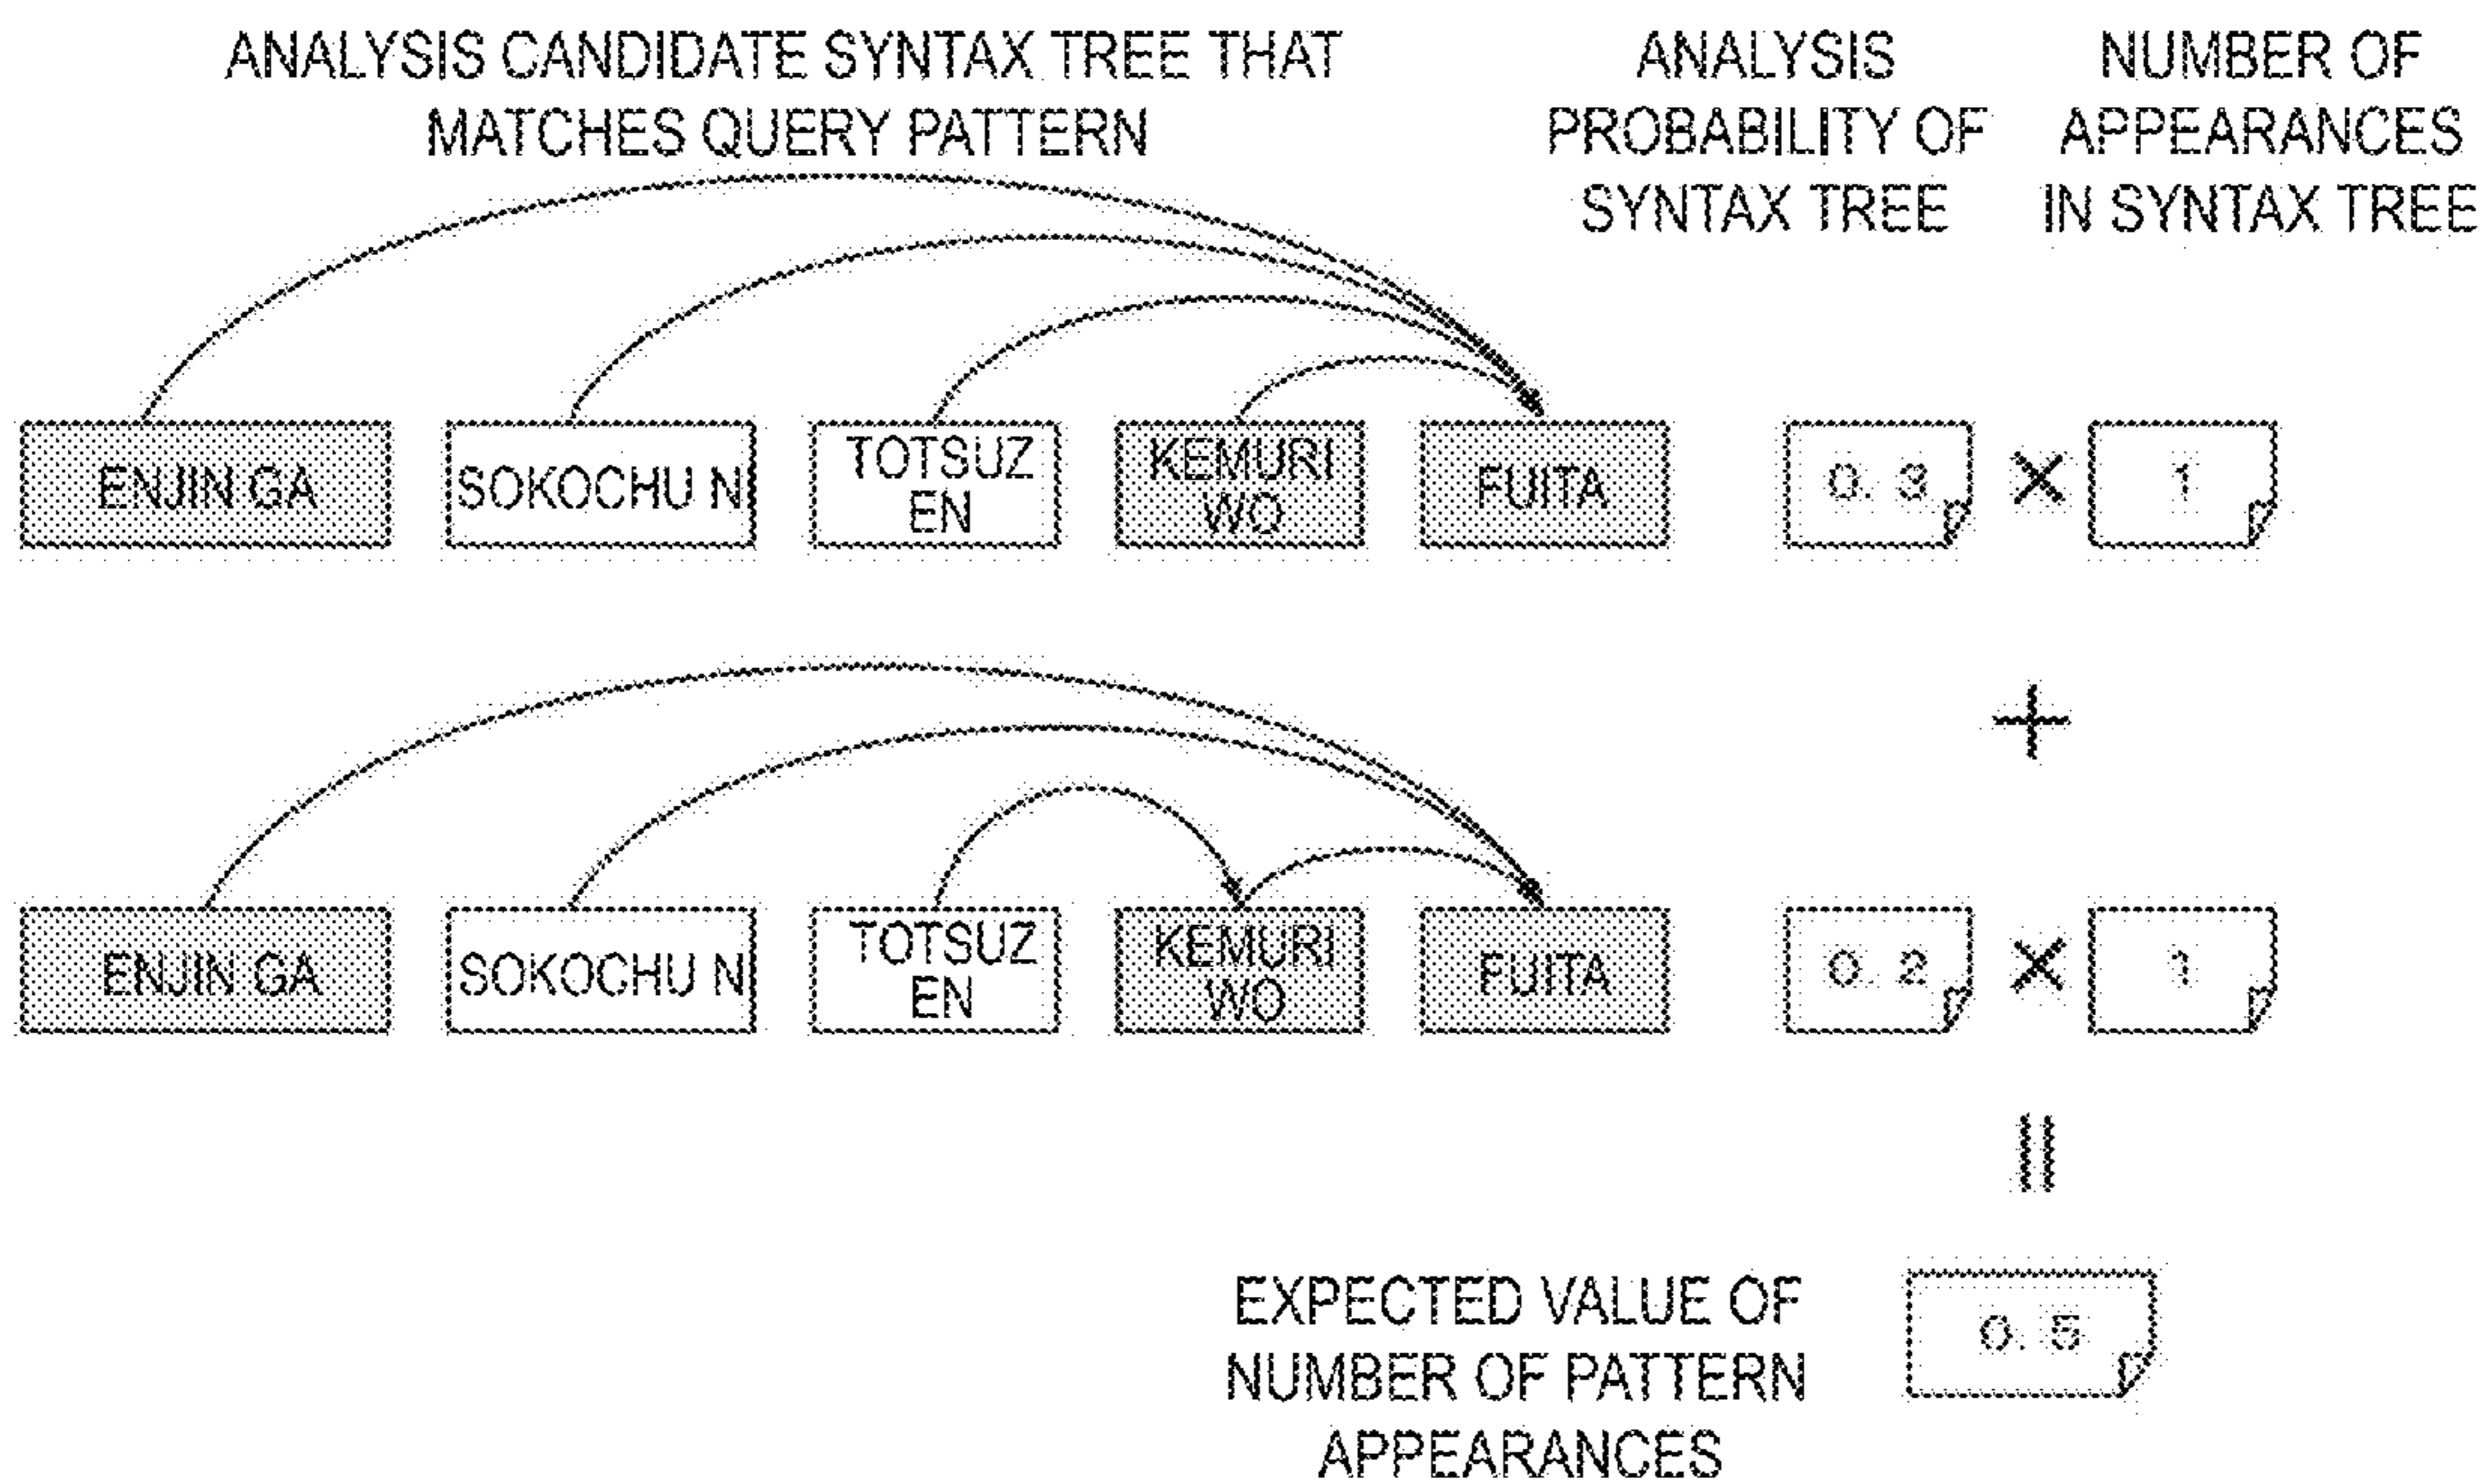 ANALYSIS CANDIDATE SYNTAX TREE THAT
MATCHES QUERY PATTERN
ANALYSIS
PROBABILITY OF
SYNTAX TREE
NUMBER OF
APPEARANCES
IN SYNTAX TREE
ENJIN GA
SOKOCHU N
TOTSUZ
EN
KEMURI
WO
FUITA
0. 3
×
1
+
ENJIN GA
SOKOCHU N
TOTSUZ
EN
KEMURI
WO
FUITA
0. 2
×
1
||
EXPECTED VALUE OF
NUMBER OF PATTERN
APPEARANCES
0. 5